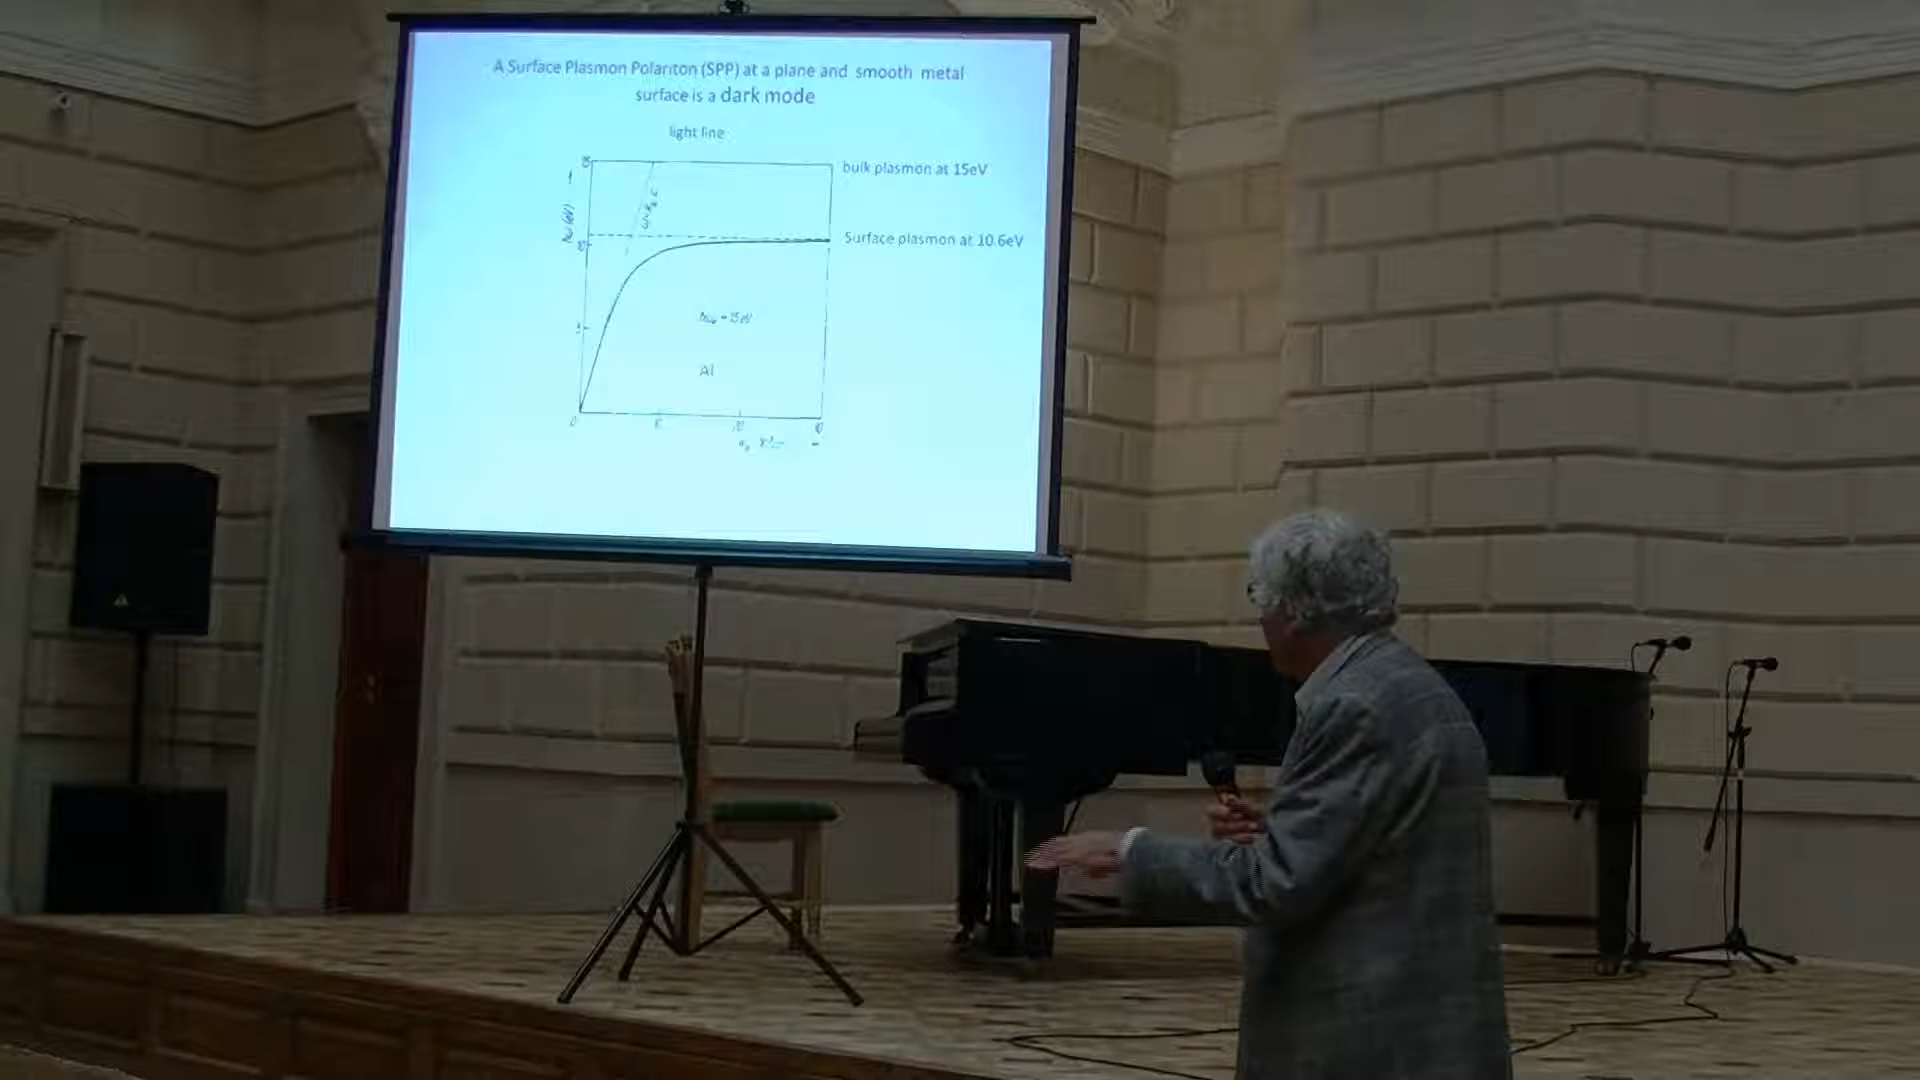 A Surface Plasmon Polariton (SPP) at a plane and smooth metal
surface is a dark mode
light line
bulk plasmon at 15eV
Surface plasmon at 10.6eV
Al
0